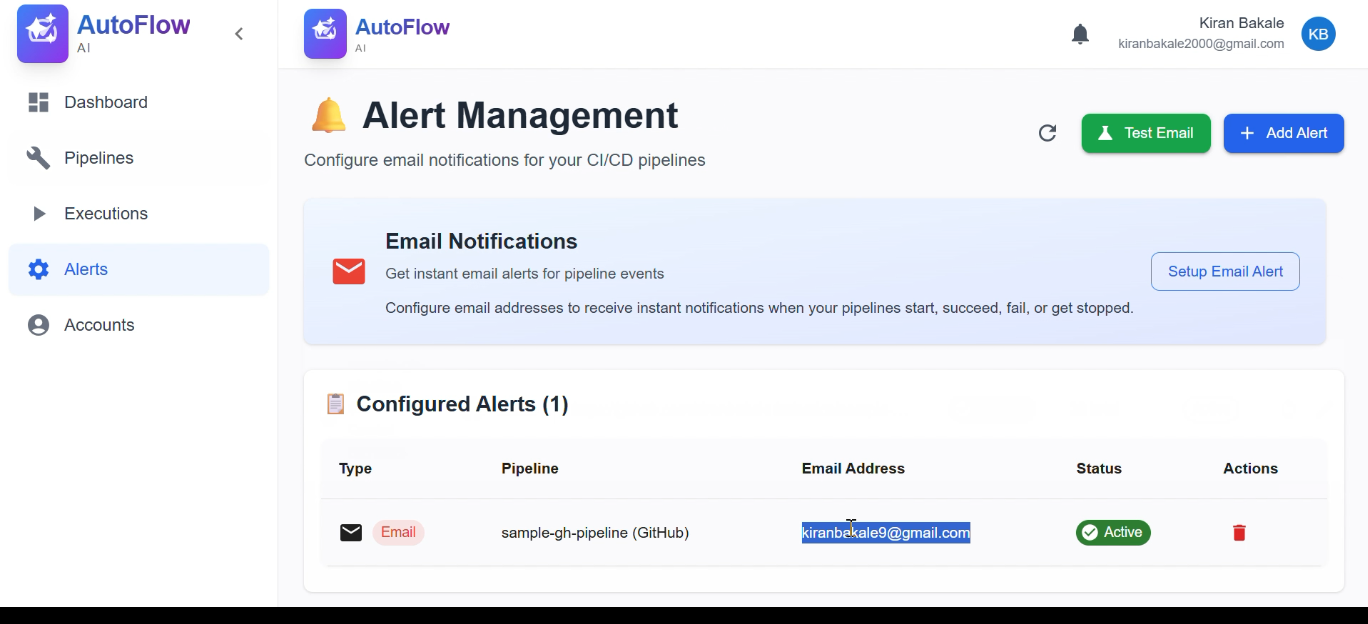 AutoFlow
AI
Dashboard
Pipelines
Executions
Alerts
Accounts
AutoFlow
AI
Kiran Bakale
kiranbakale2000@gmail.com
KB
Alert Management
Configure email notifications for your CI/CD pipelines
Test Email
+ Add Alert
Email Notifications
Get instant email alerts for pipeline events
Configure email addresses to receive instant notifications when your pipelines start, succeed, fail, or get stopped.
Setup Email Alert
Configured Alerts (1)
Type Pipeline Email Address Status Actions
Email sample-gh-pipeline (GitHub) kiranbakale9@gmail.com Active